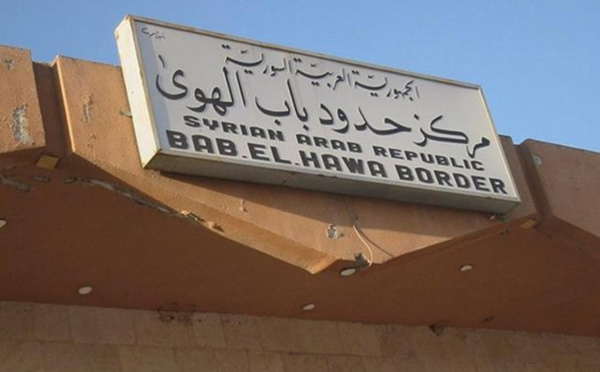 الجمهورية العربية السورية
مركز حدود باب الهوى
SYRIAN ARAB REPUBLIC
BAB.EL.HAWA BORDER